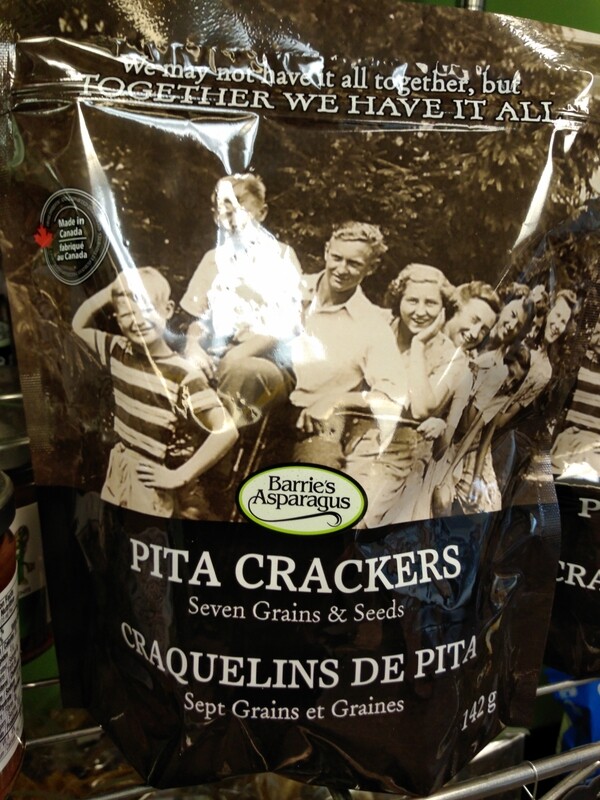 We may not have it all together, but
TOGETHER WE HAVE IT ALL
Made in
Canada
fabriqué
au Canada
Barrie's
Asparagus
PITA CRACKERS
Seven Grains & Seeds
CRAQUELINS DE PITA
Sept Grains et Graines
142 g
P
CRA